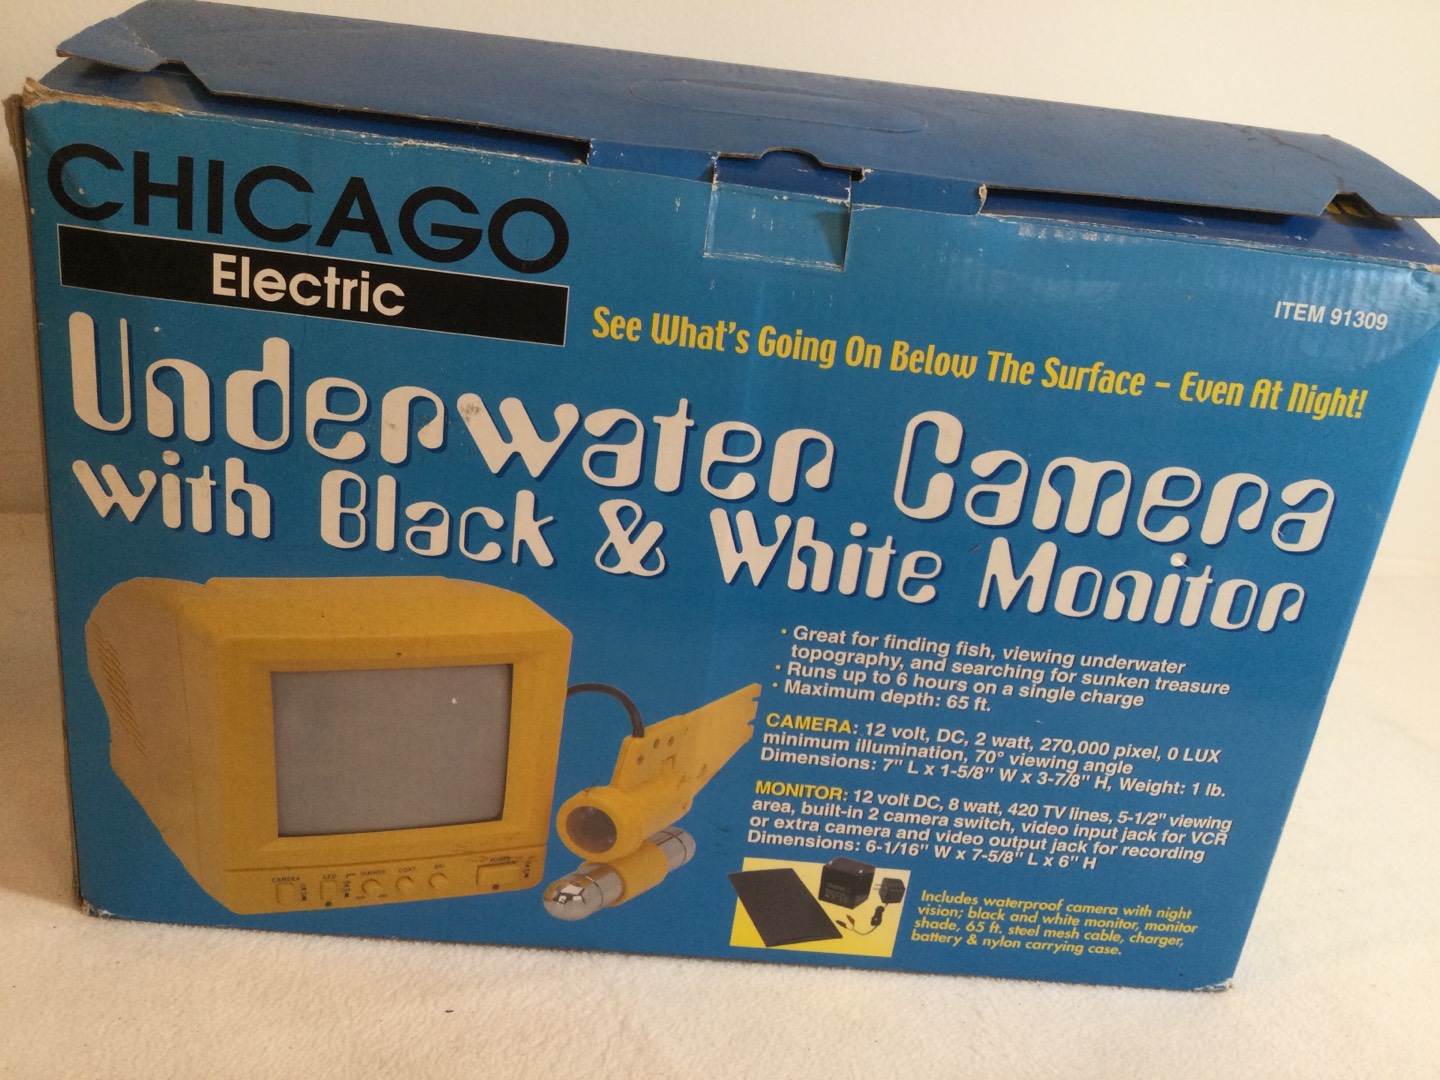 CHICAGO
Electric
ITEM 91309
See What's Going On Below The Surface – Even At Night!
Underwater Camera
with Black & White Monitor
• Great for finding fish, viewing underwater
topography, and searching for sunken treasure
• Runs up to 6 hours on a single charge
• Maximum depth: 65 ft.
CAMERA: 12 volt, DC, 2 watt, 270,000 pixel, 0 LUX
minimum illumination, 70° viewing angle
Dimensions: 7" L x 1-5/8" W x 3-7/8" H, Weight: 1 lb.
MONITOR: 12 volt DC, 8 watt, 420 TV lines, 5-1/2" viewing
area, built-in 2 camera switch, video input jack for VCR
or extra camera and video output jack for recording
Dimensions: 6-1/16" W x 7-5/8" L x 6" H
CAMERA LED DIMMER CONT. BRI. POWER
Includes waterproof camera with night
vision; black and white monitor, monitor
shade, 65 ft. steel mesh cable, charger,
battery & nylon carrying case.